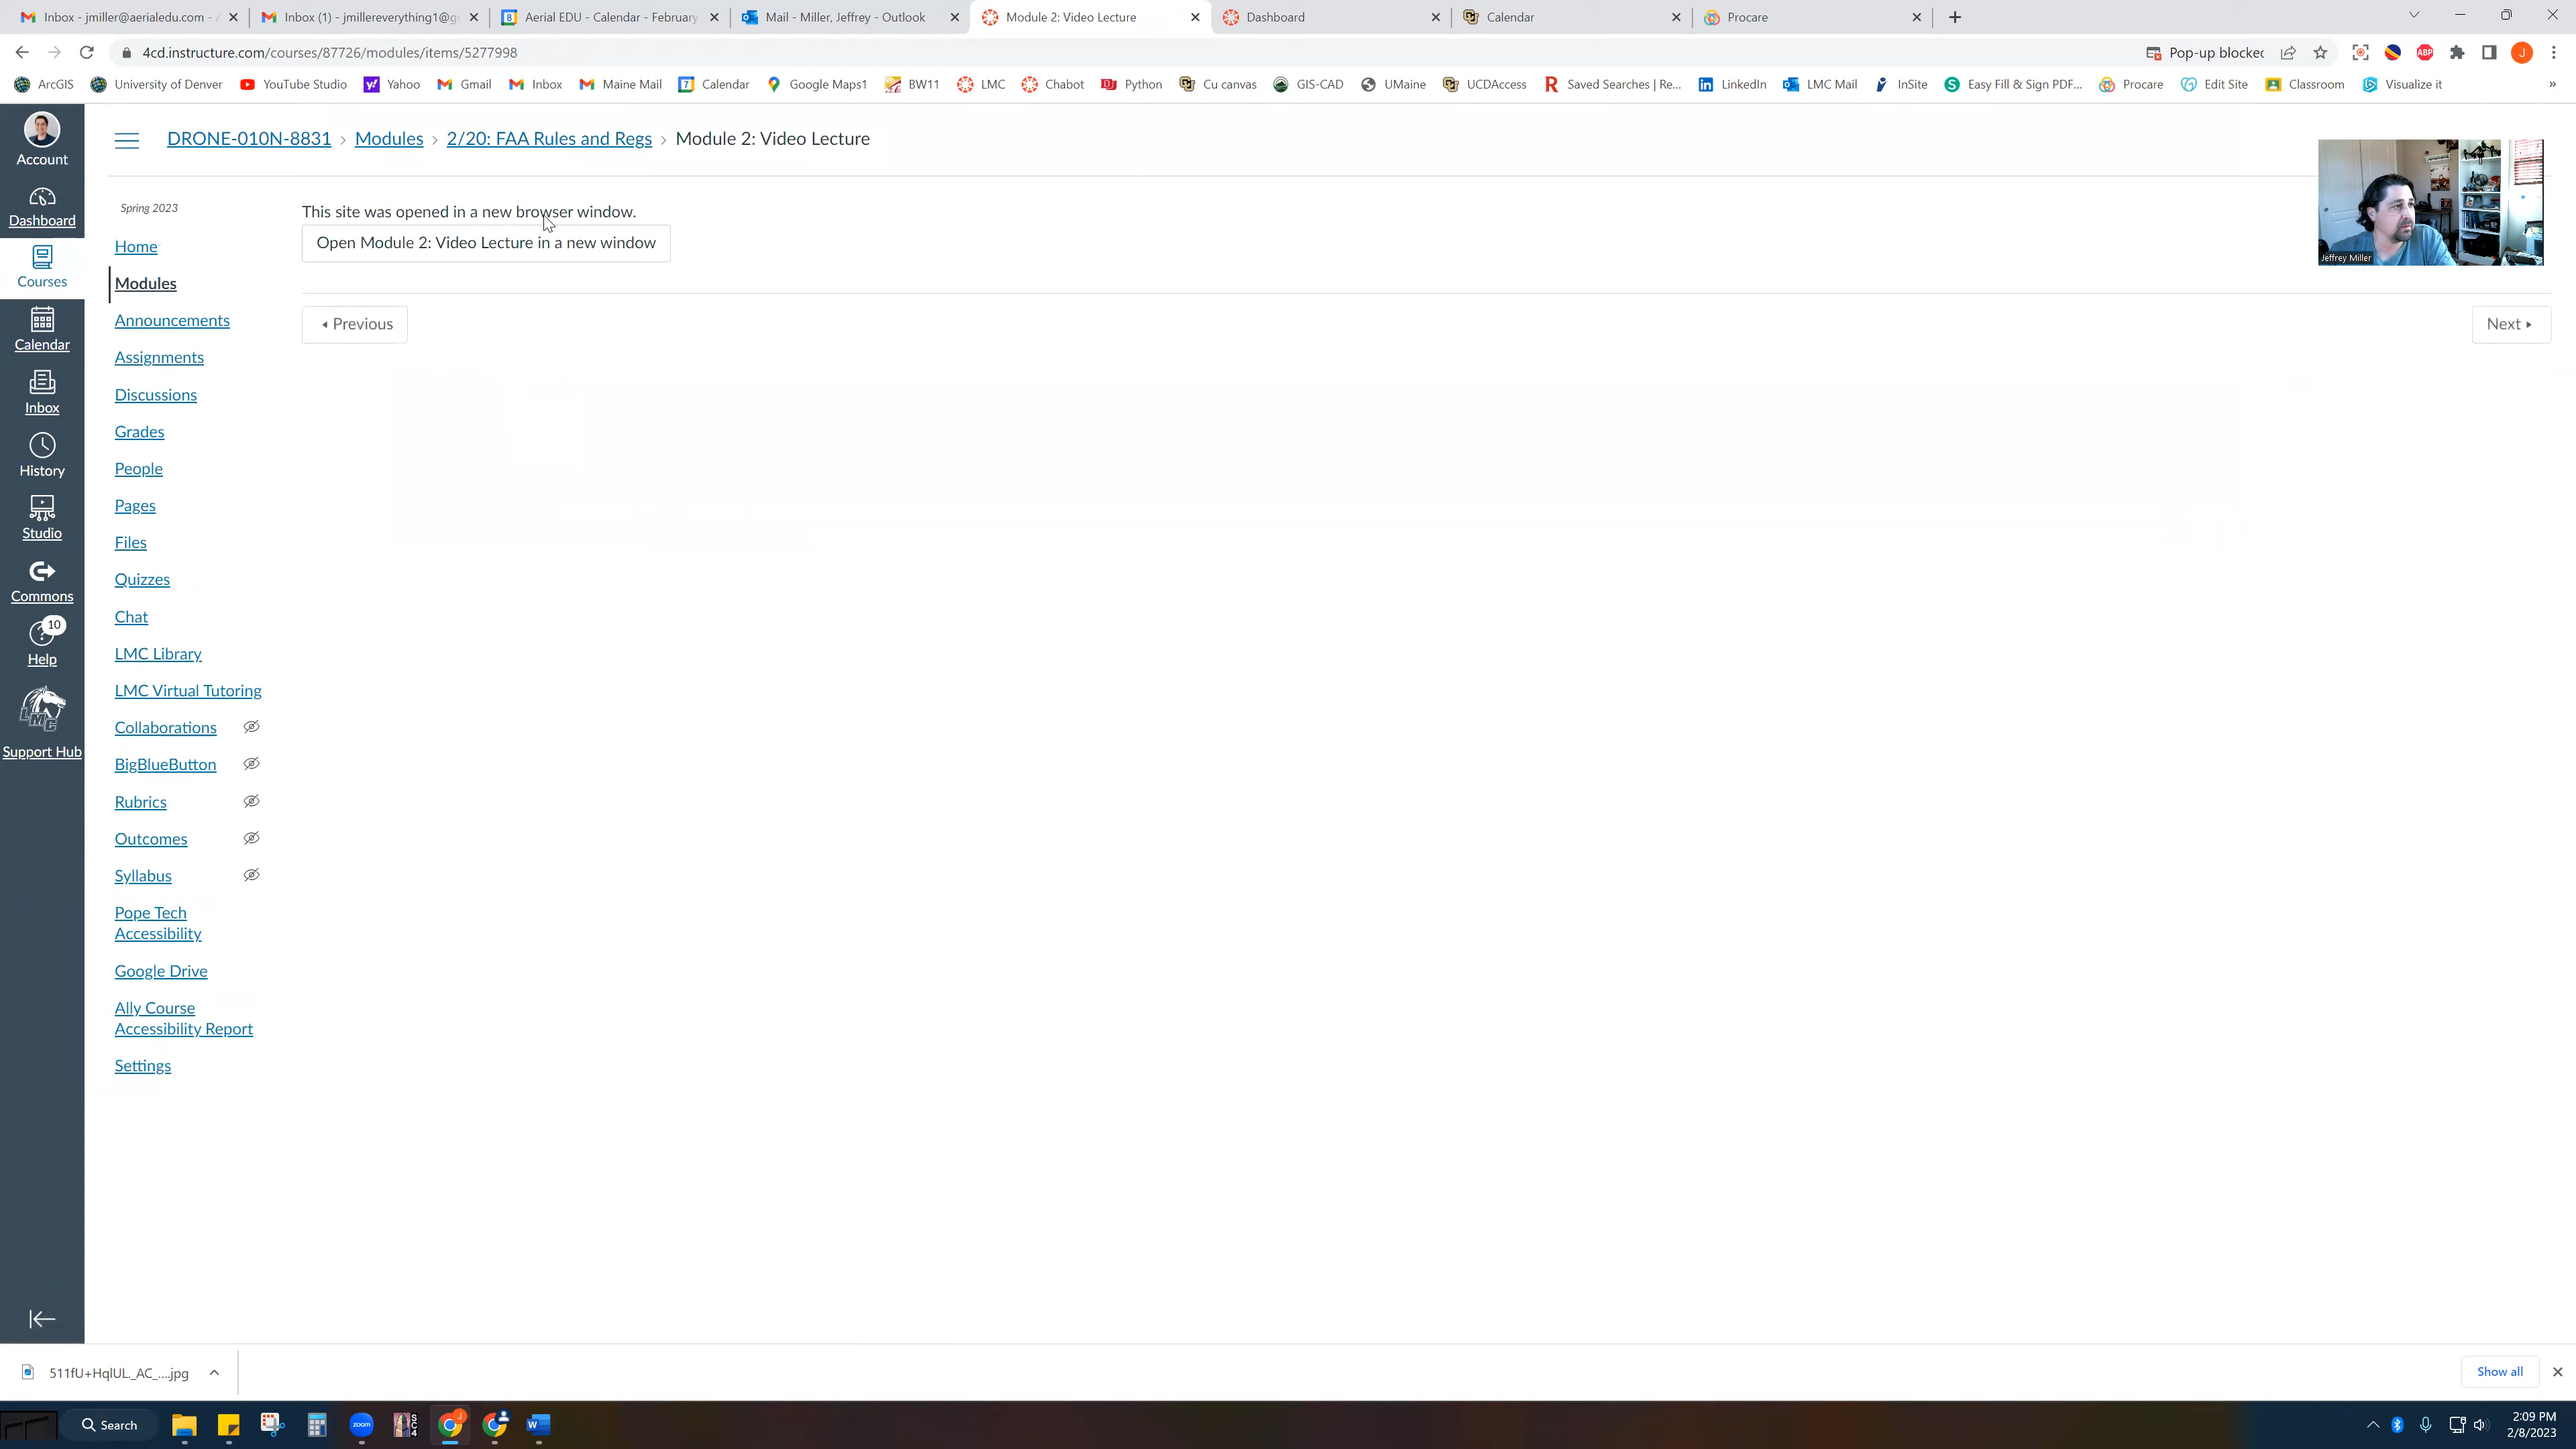 Inbox - jmiller@aerialedu.com - 
Inbox (1) - jmillereverything1@g
Aerial EDU - Calendar - February
Mail - Miller, Jeffrey - Outlook
Module 2: Video Lecture
Dashboard
Calendar
Procare
4cd.instructure.com/courses/87726/modules/items/5277998
Pop-up blocked
ABP
J
ArcGIS
University of Denver
YouTube Studio
Yahoo
Gmail
Inbox
Maine Mail
Calendar
Google Maps1
BW11
LMC
Chabot
Python
Cu canvas
GIS-CAD
UMaine
UCDAccess
Saved Searches | Re...
LinkedIn
LMC Mail
InSite
Easy Fill & Sign PDF...
Procare
Edit Site
Classroom
Visualize it
»
Account
Dashboard
Courses
Calendar
Inbox
History
Studio
Commons
10
Help
LMC
Support Hub
DRONE-010N-8831 › Modules › 2/20: FAA Rules and Regs › Module 2: Video Lecture
Spring 2023
Home
Modules
Announcements
Assignments
Discussions
Grades
People
Pages
Files
Quizzes
Chat
LMC Library
LMC Virtual Tutoring
Collaborations
BigBlueButton
Rubrics
Outcomes
Syllabus
Pope Tech
Accessibility
Google Drive
Ally Course
Accessibility Report
Settings
This site was opened in a new browser window.
Open Module 2: Video Lecture in a new window
Previous
Next
Jeffrey Miller
511fU+HqlUL._AC_....jpg
Show all
Search
zoom
SC4
J
W
2:09 PM
2/8/2023